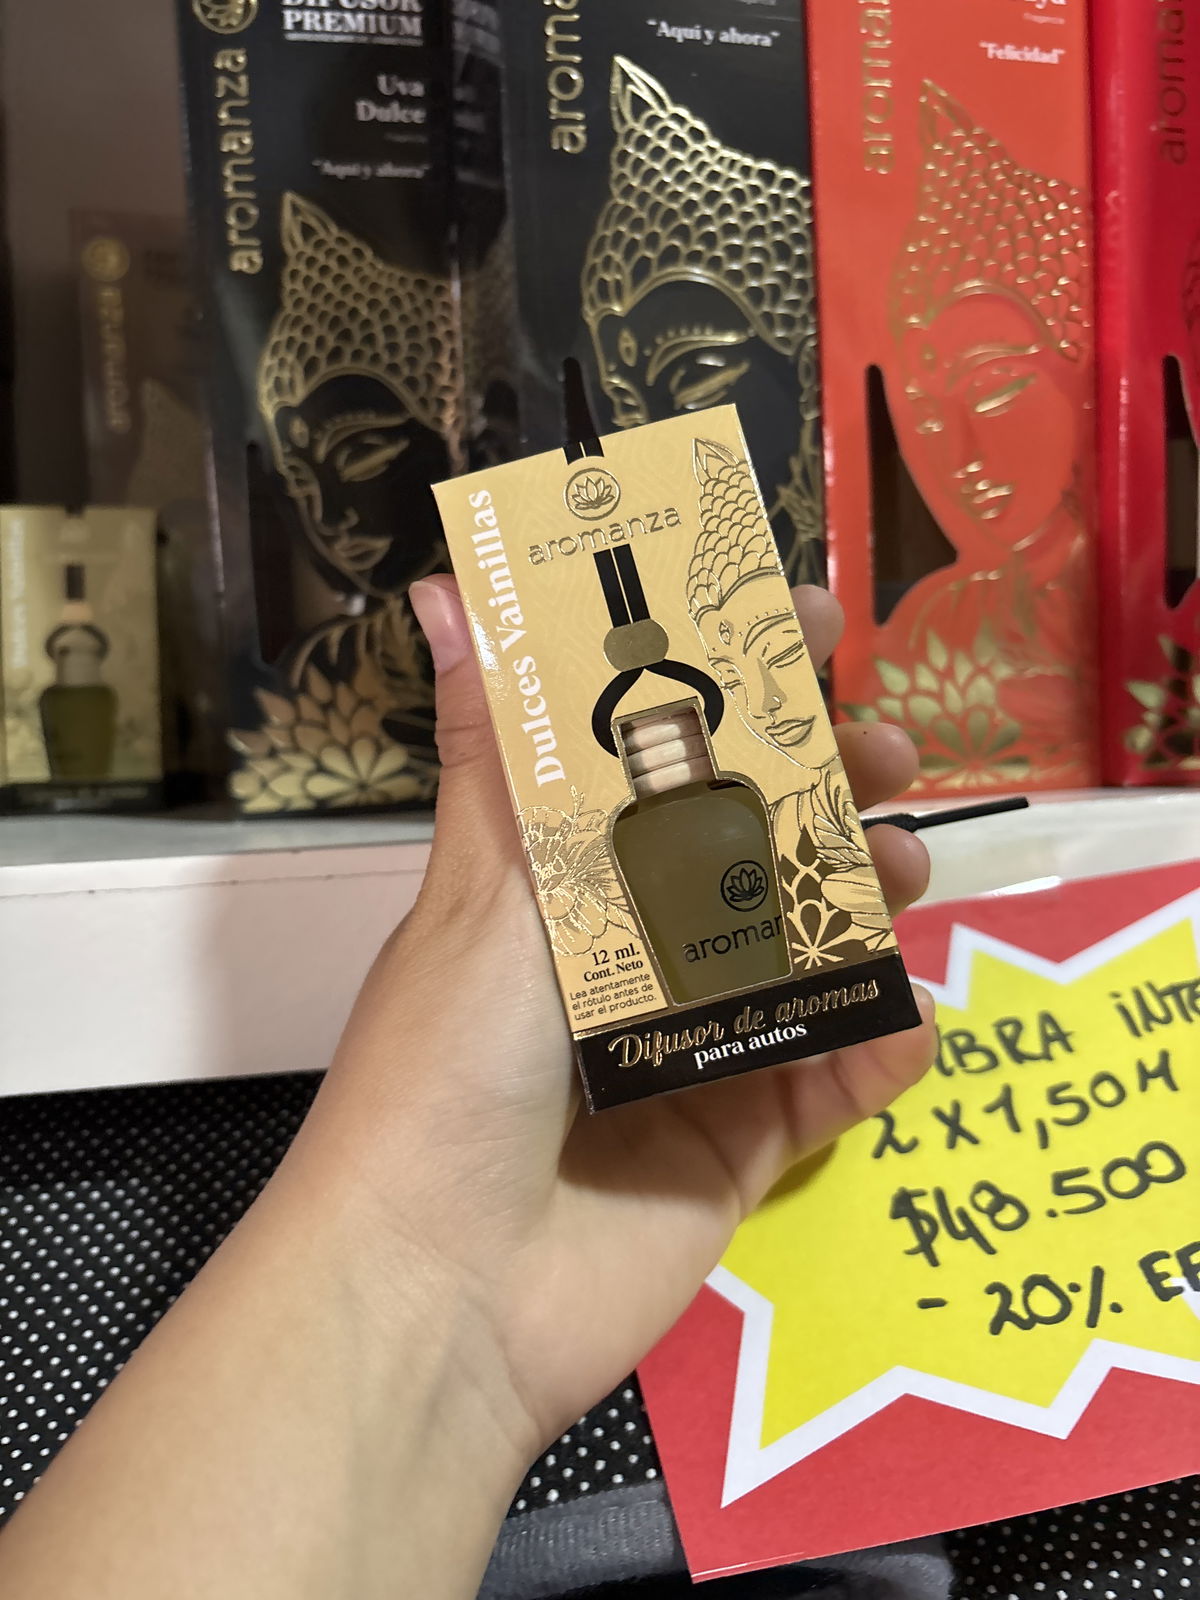 DIFUSOR
PREMIUM
Uva
Dulce
"Aquí y ahora"
aromanza
"Aquí y ahora"
"Felicidad"
aromanza
Dulces Vainillas
aromanza
12 ml.
Cont. Neto
Lea atentamente
el rótulo antes de
usar el producto.
Difusor de aromas
para autos
2 X 1,50 M
$48.500
- 20%